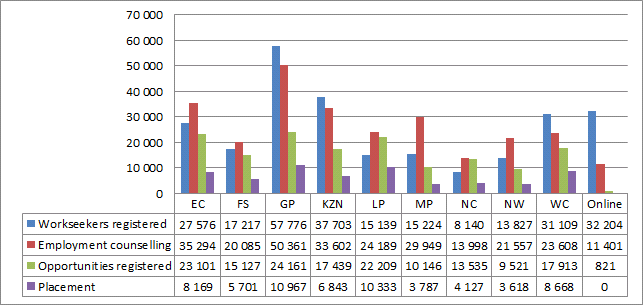 70 000
60 000
50 000
40 000
30 000
20 000
10 000
EC FS GP KZN LP MP NC NW WC Online
Workseekers registered 27 576 17 217 57 776 37 703 15 139 15 224 8 140 13 827 31 109 32 204
Employment counselling 35 294 20 085 50 361 33 602 24 189 29 949 13 998 21 557 23 608 11 401
Opportunities registered 23 101 15 127 24 161 17 439 22 209 10 146 13 535 9 521 17 913 821
Placement 8 169 5 701 10 967 6 843 10 333 3 787 4 127 3 618 8 668 0